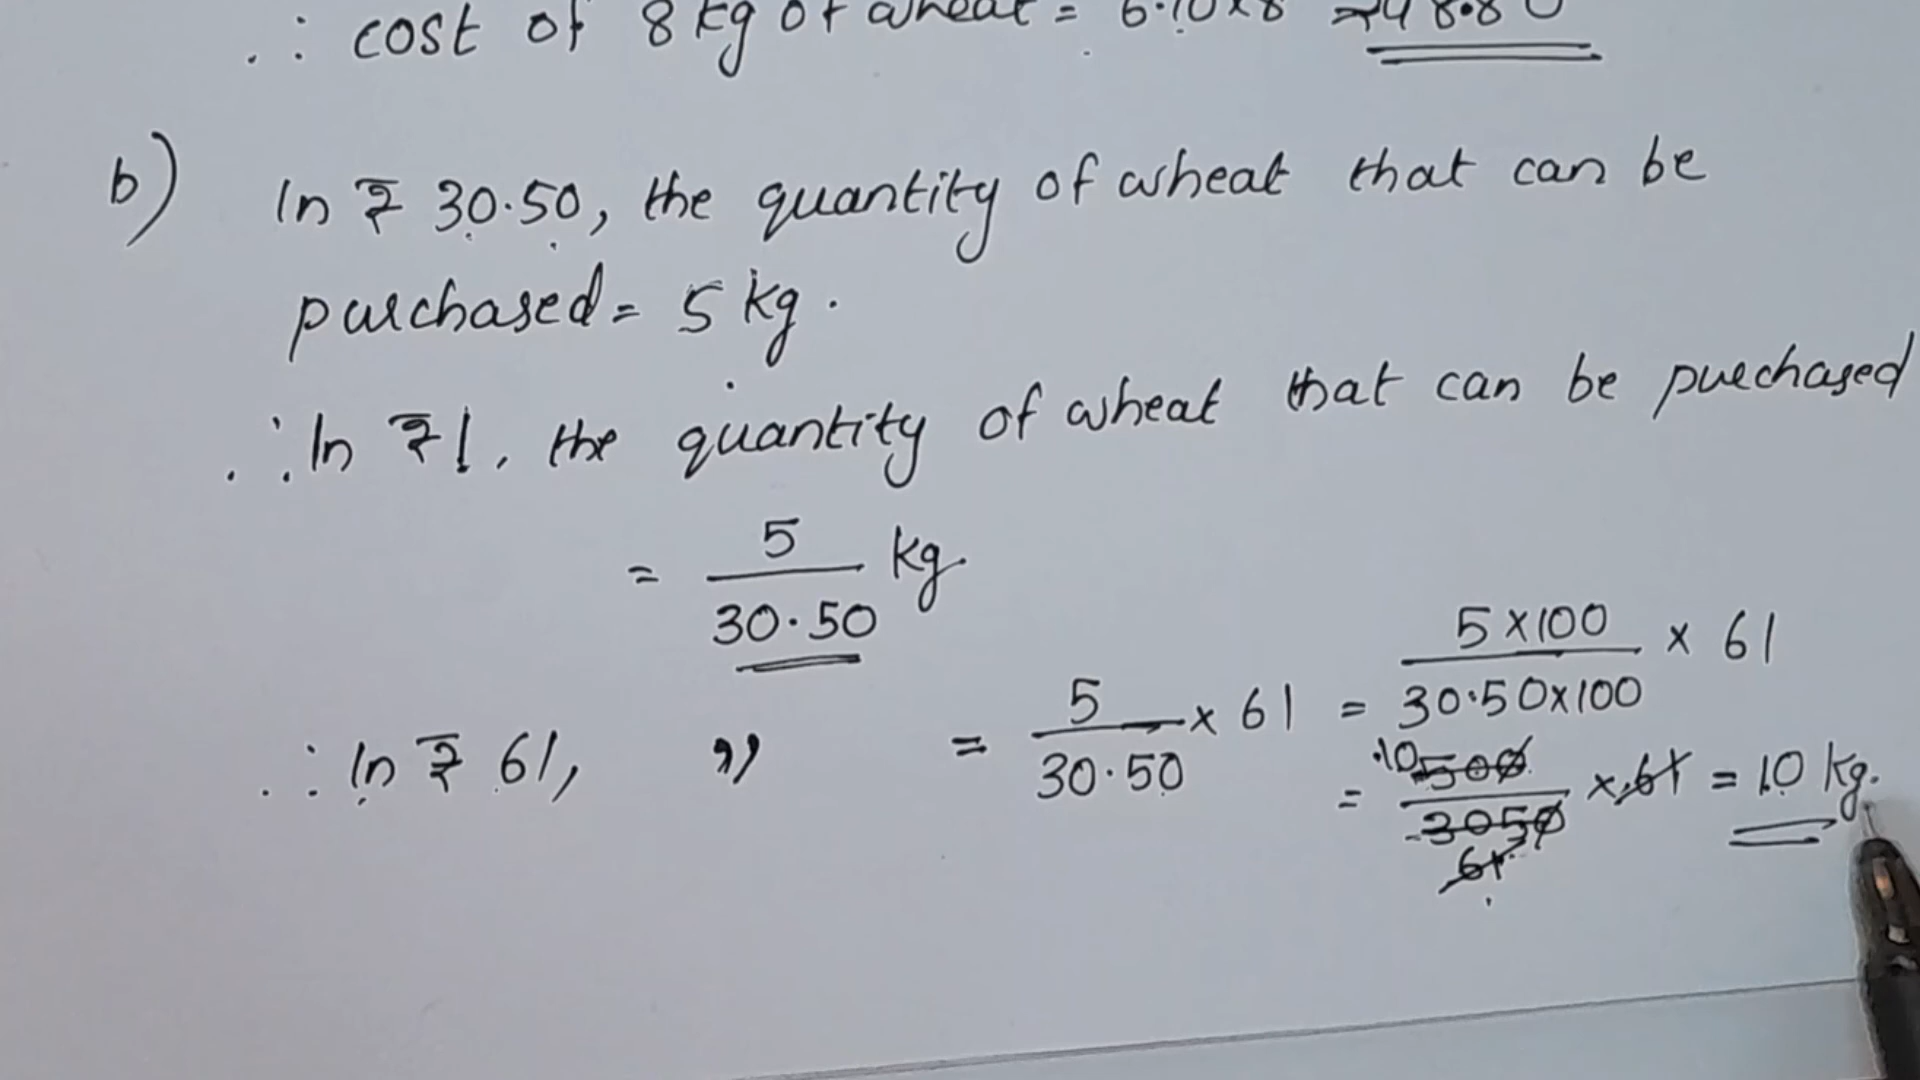 ∴ cost of 8 kg of wheat = 6.10 x 8 = ₹48.80
b) In ₹ 30.50, the quantity of wheat that can be
purchased = 5 kg.
∴ In ₹1, the quantity of wheat that can be purchased
= 5/30.50 kg.
∴ In ₹ 61, ,, = 5/30.50 x 61 = 5 x 100/30.50 x 100 x 61
= 10 500/3050 61 x 61 = 10 kg.